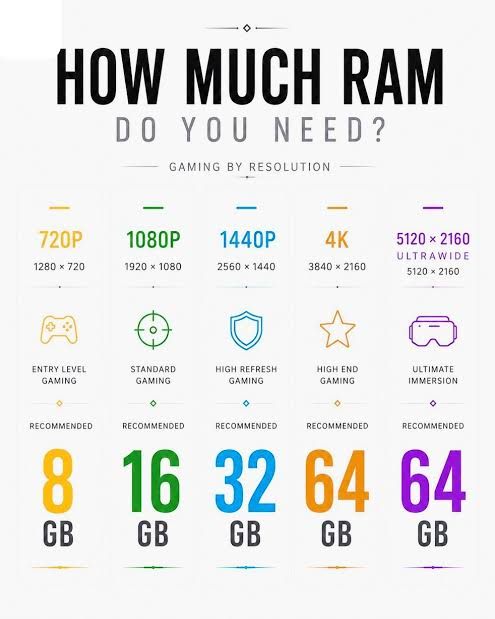 HOW MUCH RAM
DO YOU NEED?
GAMING BY RESOLUTION
720P
1280 × 720
ENTRY LEVEL
GAMING
RECOMMENDED
8
GB
1080P
1920 × 1080
STANDARD
GAMING
RECOMMENDED
16
GB
1440P
2560 × 1440
HIGH REFRESH
GAMING
RECOMMENDED
32
GB
4K
3840 × 2160
HIGH END
GAMING
RECOMMENDED
64
GB
5120 × 2160
ULTRAWIDE
5120 × 2160
ULTIMATE
IMMERSION
RECOMMENDED
64
GB